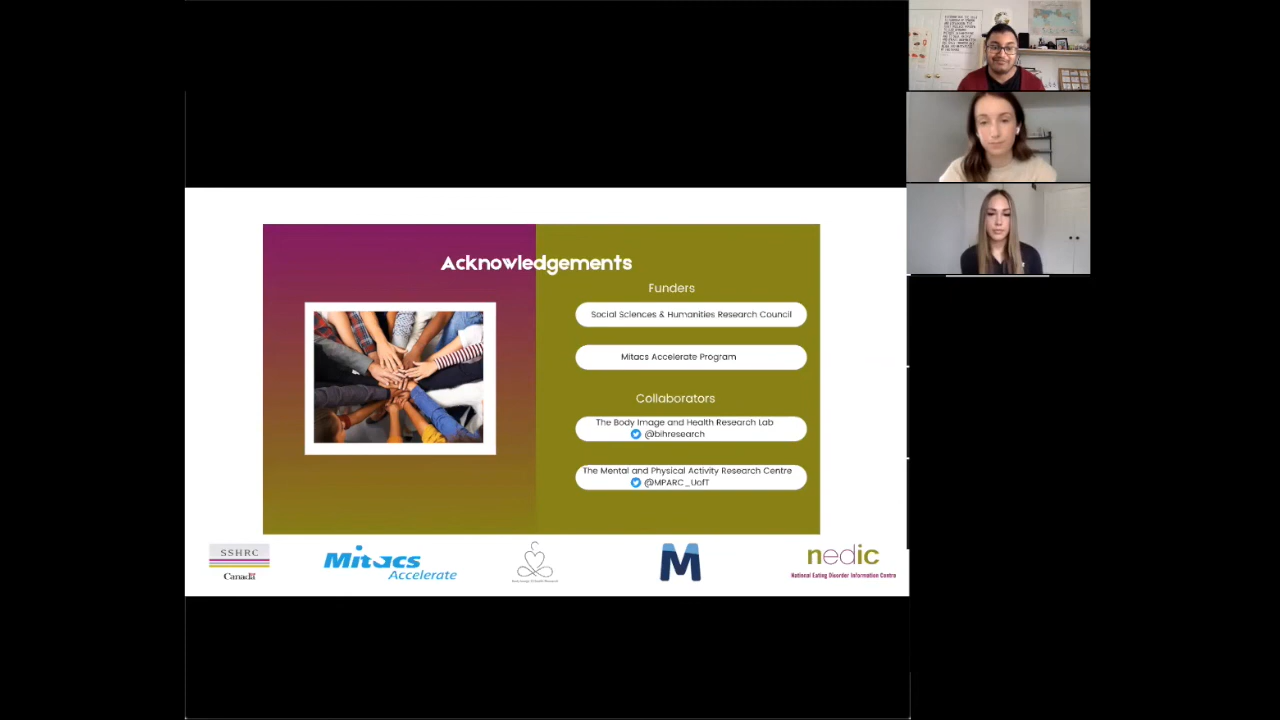 Acknowledgements
Funders
Social Sciences & Humanities Research Council
Mitacs Accelerate Program
Collaborators
The Body Image and Health Research Lab
@bihresearch
The Mental and Physical Activity Research Centre
@MPARC_UofT
SSHRC
Canada
Mitacs
Accelerate
M
nedic
National Eating Disorder Information Centre